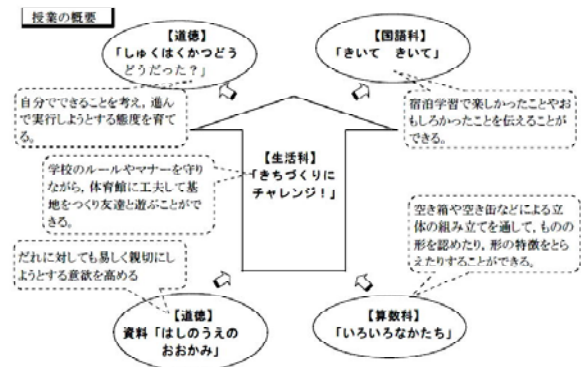 授業の概要
【道徳】
「しゅくはくかつどう
どうだった？」
【国語科】
「きいて　きいて」
自分でできることを考え，進ん
で実行しようとする態度を育て
る。
宿泊学習で楽しかったことやお
もしろかったことを伝えることが
できる。
【生活科】
「きちづくりに
チャレンジ！」
学校のルールやマナーを守り
ながら，体育館に工夫して基
地をつくり友達と遊ぶことがで
きる。
空き箱や空き缶などによる立
体の組み立てを通して，ものの
形を認めたり，形の特徴をとら
えたりすることができる。
だれに対しても易しく親切にし
ようとする意欲を高める
【道徳】
資料「はしのうえの
おおかみ」
【算数科】
「いろいろなかたち」